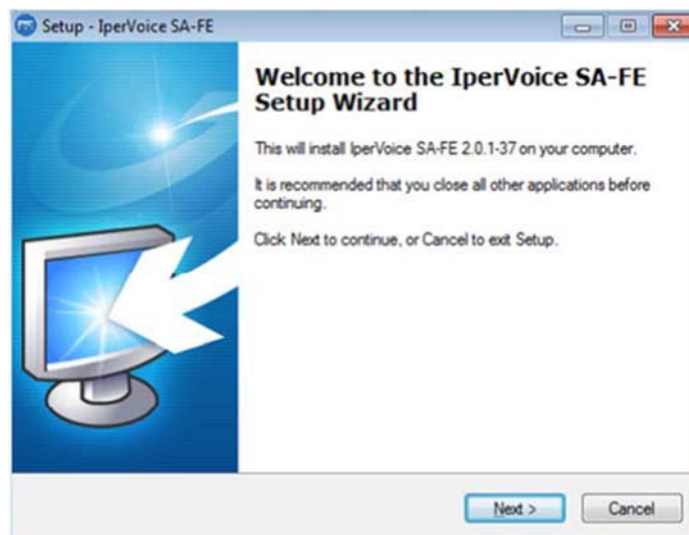 Setup - IperVoice SA-FE
Welcome to the IperVoice SA-FE
Setup Wizard
This will install IperVoice SA-FE 2.0.1-37 on your computer.
It is recommended that you close all other applications before
continuing.
Click Next to continue, or Cancel to exit Setup.
Next >
Cancel